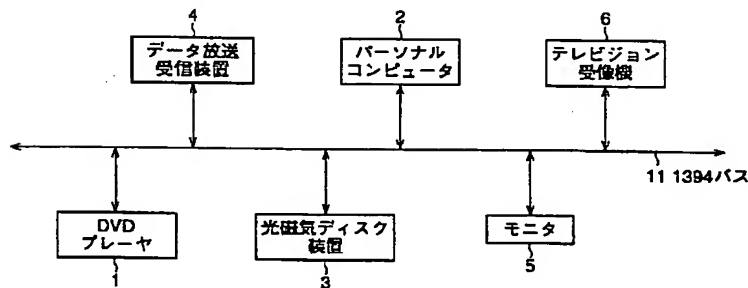 4
データ放送
受信装置
2
パーソナル
コンピュータ
6
テレビジョン
受像機
11 1394バス
DVD
プレーヤ
1
光磁気ディスク
装置
3
モニタ
5